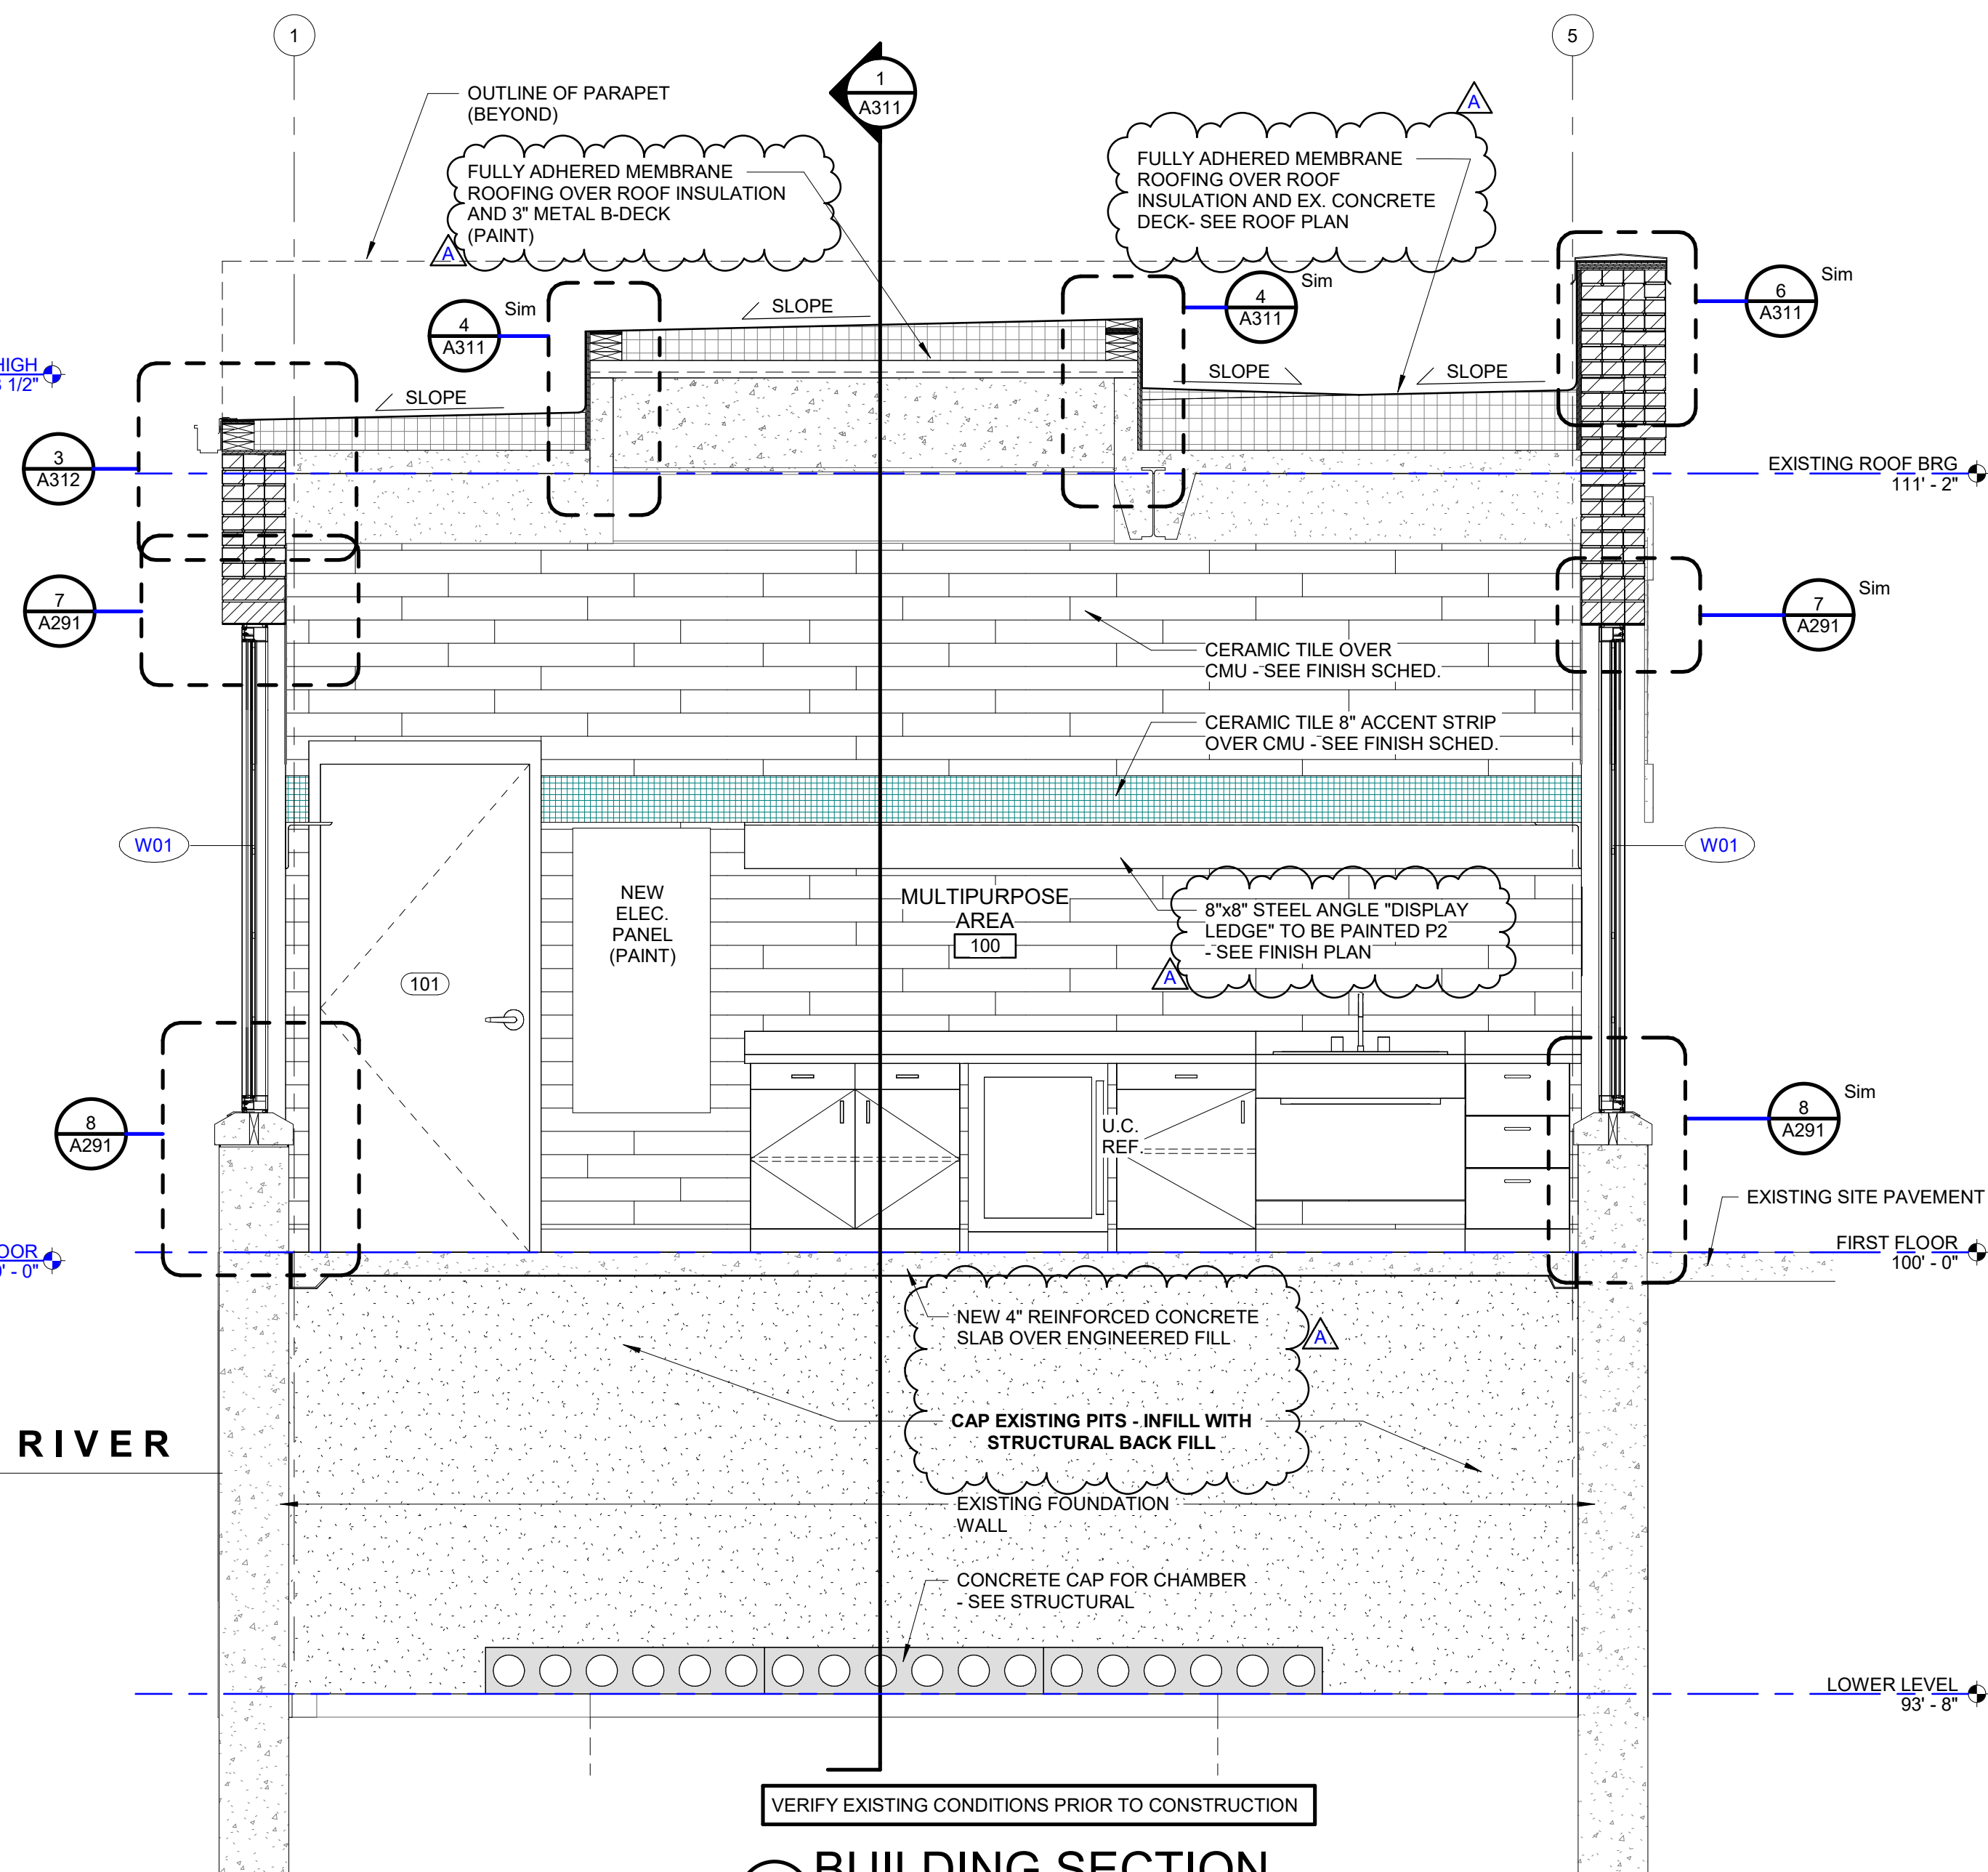 1
5
OUTLINE OF PARAPET
(BEYOND)
1
A311
A
FULLY ADHERED MEMBRANE
ROOFING OVER ROOF INSULATION
AND 3" METAL B-DECK
(PAINT)
A
FULLY ADHERED MEMBRANE
ROOFING OVER ROOF
INSULATION AND EX. CONCRETE
DECK- SEE ROOF PLAN
4
A311
Sim
SLOPE
4
A311
Sim
6
A311
Sim
HIGH
1/2"
SLOPE
SLOPE
SLOPE
3
A312
EXISTING ROOF BRG
111' - 2"
7
A291
7
A291
Sim
CERAMIC TILE OVER
CMU - SEE FINISH SCHED.
CERAMIC TILE 8" ACCENT STRIP
OVER CMU - SEE FINISH SCHED.
W01
W01
NEW
ELEC.
PANEL
(PAINT)
MULTIPURPOSE
AREA
100
8"x8" STEEL ANGLE "DISPLAY
LEDGE" TO BE PAINTED P2
- SEE FINISH PLAN
A
101
U.C.
REF.
8
A291
8
A291
Sim
EXISTING SITE PAVEMENT
OOR
' - 0"
FIRST FLOOR
100' - 0"
NEW 4" REINFORCED CONCRETE
SLAB OVER ENGINEERED FILL
A
CAP EXISTING PITS - INFILL WITH
STRUCTURAL BACK FILL
RIVER
EXISTING FOUNDATION
WALL
CONCRETE CAP FOR CHAMBER
- SEE STRUCTURAL
LOWER LEVEL
93' - 8"
VERIFY EXISTING CONDITIONS PRIOR TO CONSTRUCTION
BUILDING SECTION